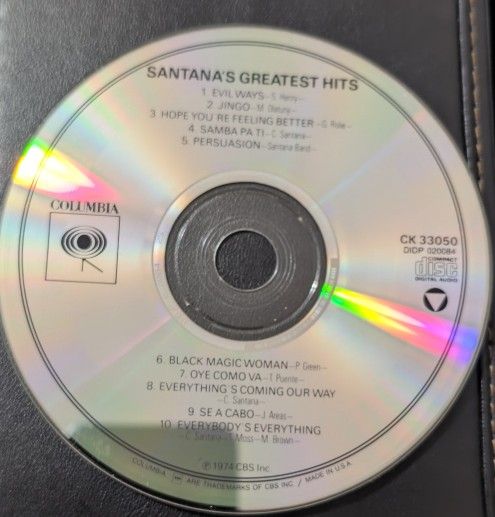 SANTANA'S GREATEST HITS
1. EVIL WAYS—S. Henry—
2. JINGO—M. Olatunji—
3 HOPE YOU'RE FEELING BETTER—G. Rolie—
4. SAMBA PA TI—C. Santana—
5. PERSUASION—Santana Band—
COLUMBIA
CK 33050
DIDP 020084
COMPACT
disc
DIGITAL AUDIO
6. BLACK MAGIC WOMAN—P. Green—
7. OYE COMO VA—T. Puente—
8. EVERYTHING'S COMING OUR WAY
—C. Santana—
9. SE A CABO—J. Areas—
10. EVERYBODY'S EVERYTHING
—C. Santana—T. Moss—M. Brown—
℗ 1974 CBS Inc
COLUMBIA, ARE TRADEMARKS OF CBS INC. / MADE IN U.S.A.